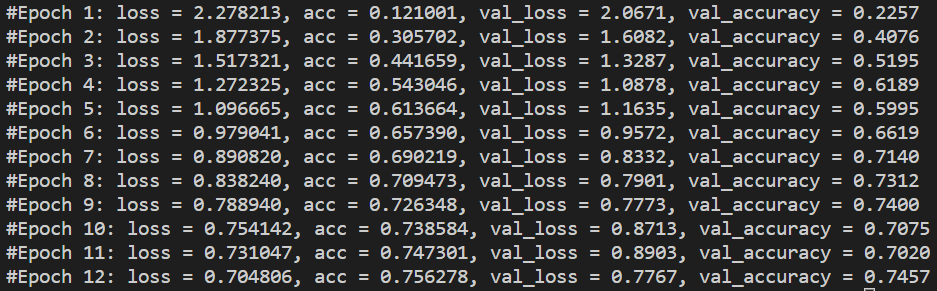 #Epoch 1: loss = 2.278213, acc = 0.121001, val_loss = 2.0671, val_accuracy = 0.2257
#Epoch 2: loss = 1.877375, acc = 0.305702, val_loss = 1.6082, val_accuracy = 0.4076
#Epoch 3: loss = 1.517321, acc = 0.441659, val_loss = 1.3287, val_accuracy = 0.5195
#Epoch 4: loss = 1.272325, acc = 0.543046, val_loss = 1.0878, val_accuracy = 0.6189
#Epoch 5: loss = 1.096665, acc = 0.613664, val_loss = 1.1635, val_accuracy = 0.5995
#Epoch 6: loss = 0.979041, acc = 0.657390, val_loss = 0.9572, val_accuracy = 0.6619
#Epoch 7: loss = 0.890820, acc = 0.690219, val_loss = 0.8332, val_accuracy = 0.7140
#Epoch 8: loss = 0.838240, acc = 0.709473, val_loss = 0.7901, val_accuracy = 0.7312
#Epoch 9: loss = 0.788940, acc = 0.726348, val_loss = 0.7773, val_accuracy = 0.7400
#Epoch 10: loss = 0.754142, acc = 0.738584, val_loss = 0.8713, val_accuracy = 0.7075
#Epoch 11: loss = 0.731047, acc = 0.747301, val_loss = 0.8903, val_accuracy = 0.7020
#Epoch 12: loss = 0.704806, acc = 0.756278, val_loss = 0.7767, val_accuracy = 0.7457